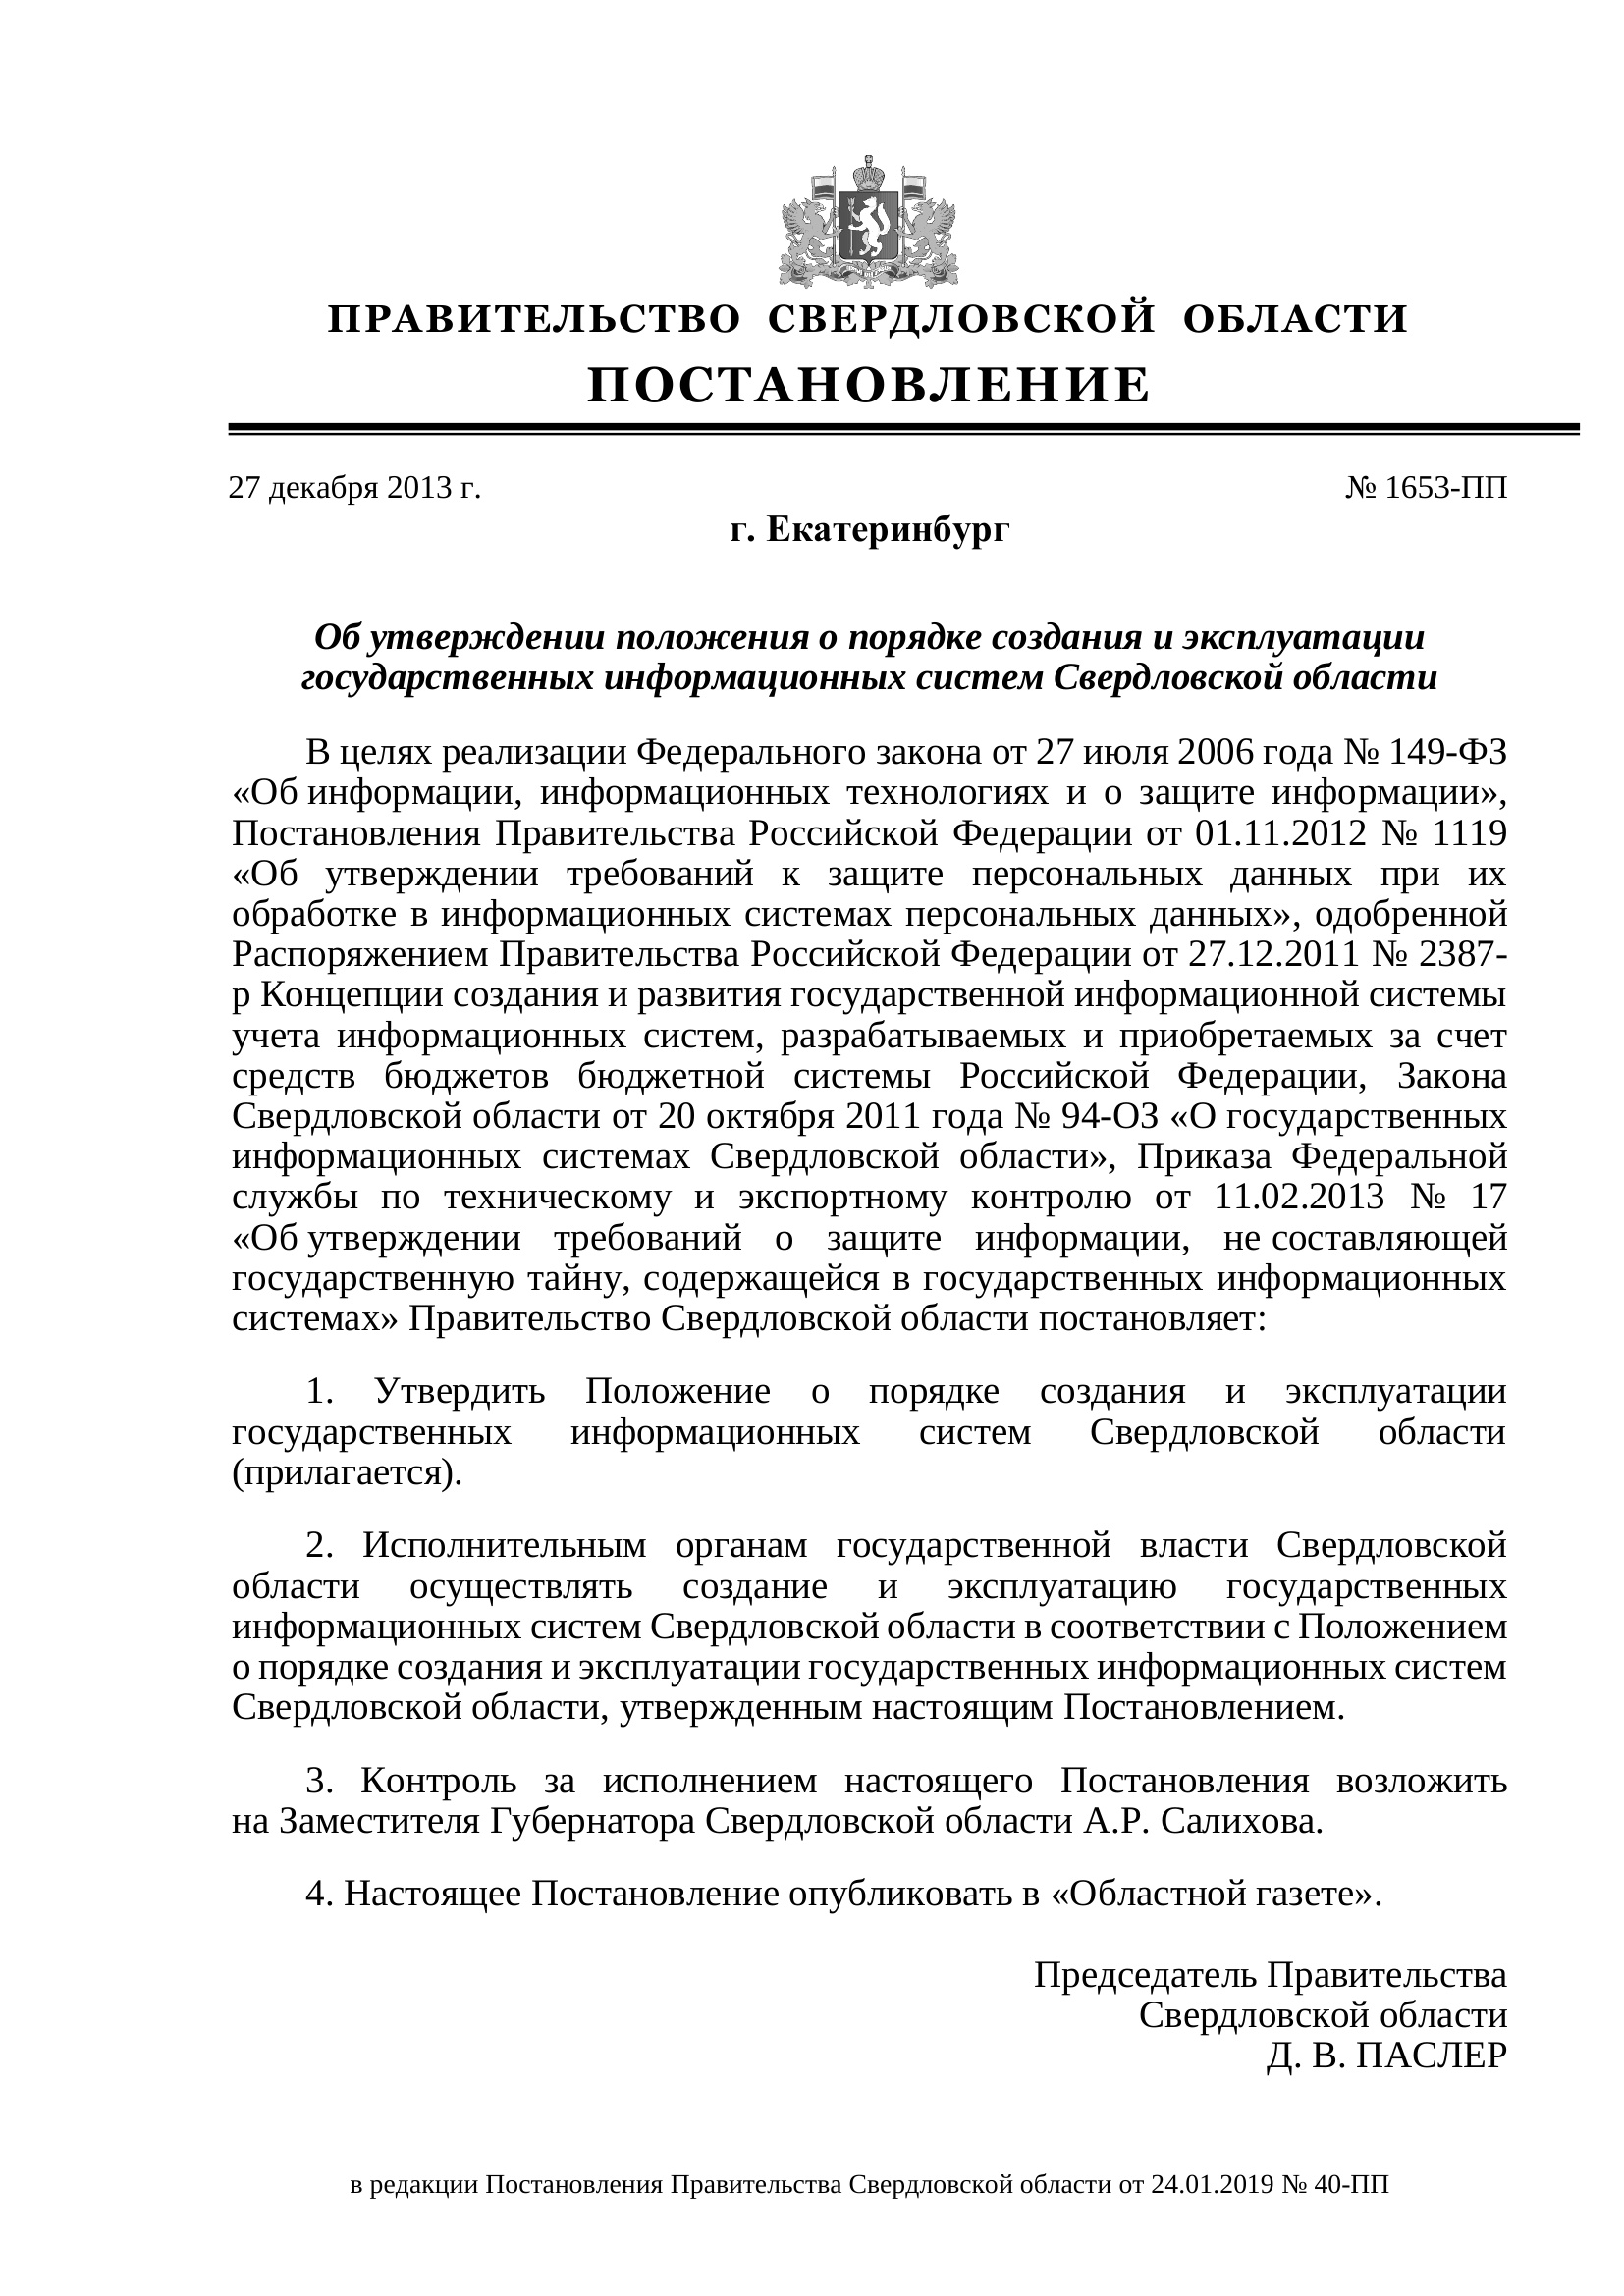 ПРАВИТЕЛЬСТВО СВЕРДЛОВСКОЙ ОБЛАСТИ
ПОСТАНОВЛЕНИЕ
27 декабря 2013 г. № 1653-ПП
г. Екатеринбург
Об утверждении положения о порядке создания и эксплуатации
государственных информационных систем Свердловской области
В целях реализации Федерального закона от 27 июля 2006 года № 149-ФЗ
«Об информации, информационных технологиях и о защите информации»,
Постановления Правительства Российской Федерации от 01.11.2012 № 1119
«Об утверждении требований к защите персональных данных при их
обработке в информационных системах персональных данных», одобренной
Распоряжением Правительства Российской Федерации от 27.12.2011 № 2387-
р Концепции создания и развития государственной информационной системы
учета информационных систем, разрабатываемых и приобретаемых за счет
средств бюджетов бюджетной системы Российской Федерации, Закона
Свердловской области от 20 октября 2011 года № 94-ОЗ «О государственных
информационных системах Свердловской области», Приказа Федеральной
службы по техническому и экспортному контролю от 11.02.2013 № 17
«Об утверждении требований о защите информации, не составляющей
государственную тайну, содержащейся в государственных информационных
системах» Правительство Свердловской области постановляет:
1. Утвердить Положение о порядке создания и эксплуатации
государственных информационных систем Свердловской области
(прилагается).
2. Исполнительным органам государственной власти Свердловской
области осуществлять создание и эксплуатацию государственных
информационных систем Свердловской области в соответствии с Положением
о порядке создания и эксплуатации государственных информационных систем
Свердловской области, утвержденным настоящим Постановлением.
3. Контроль за исполнением настоящего Постановления возложить
на Заместителя Губернатора Свердловской области А.Р. Салихова.
4. Настоящее Постановление опубликовать в «Областной газете».
Председатель Правительства
Свердловской области
Д. В. ПАСЛЕР
в редакции Постановления Правительства Свердловской области от 24.01.2019 № 40-ПП